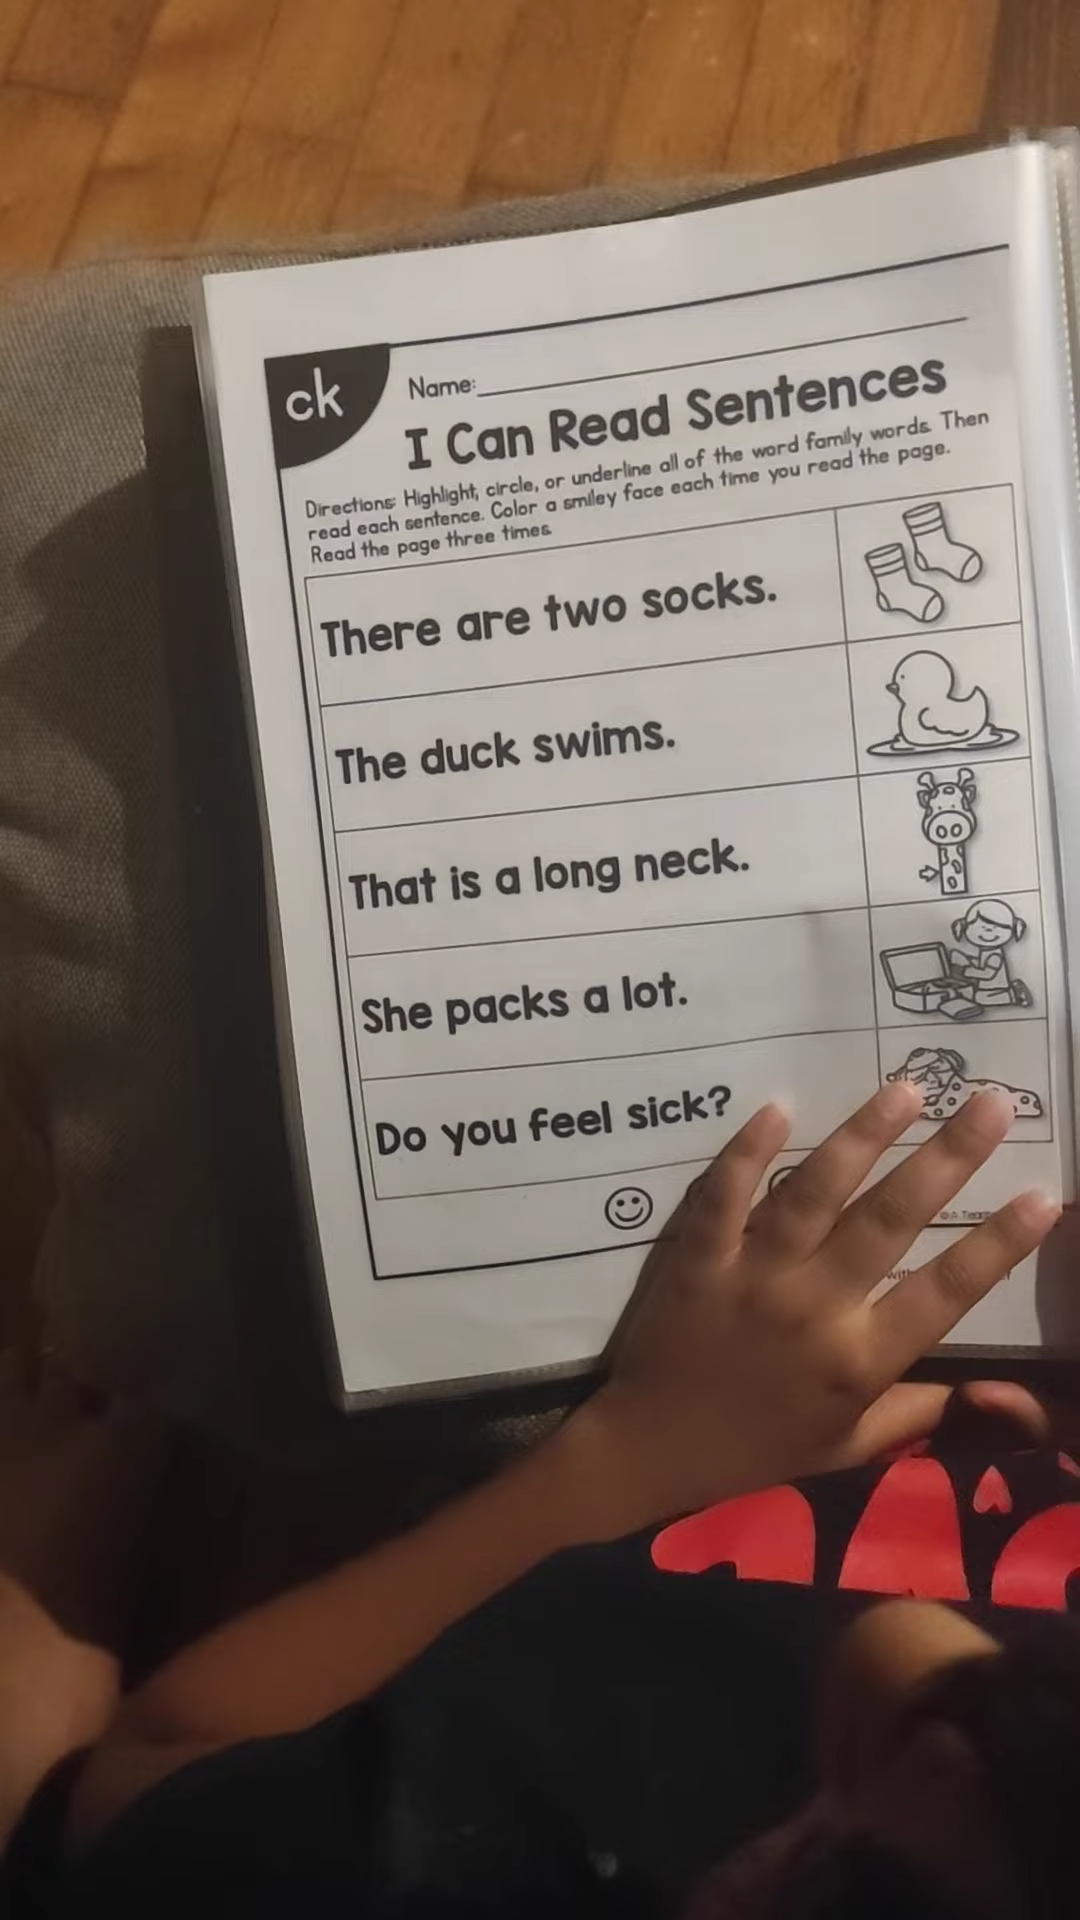 ck
Name:
I Can Read Sentences
Directions: Highlight, circle, or underline all of the word family words. Then
read each sentence. Color a smiley face each time you read the page.
Read the page three times.
There are two socks.
The duck swims.
That is a long neck.
She packs a lot.
Do you feel sick?